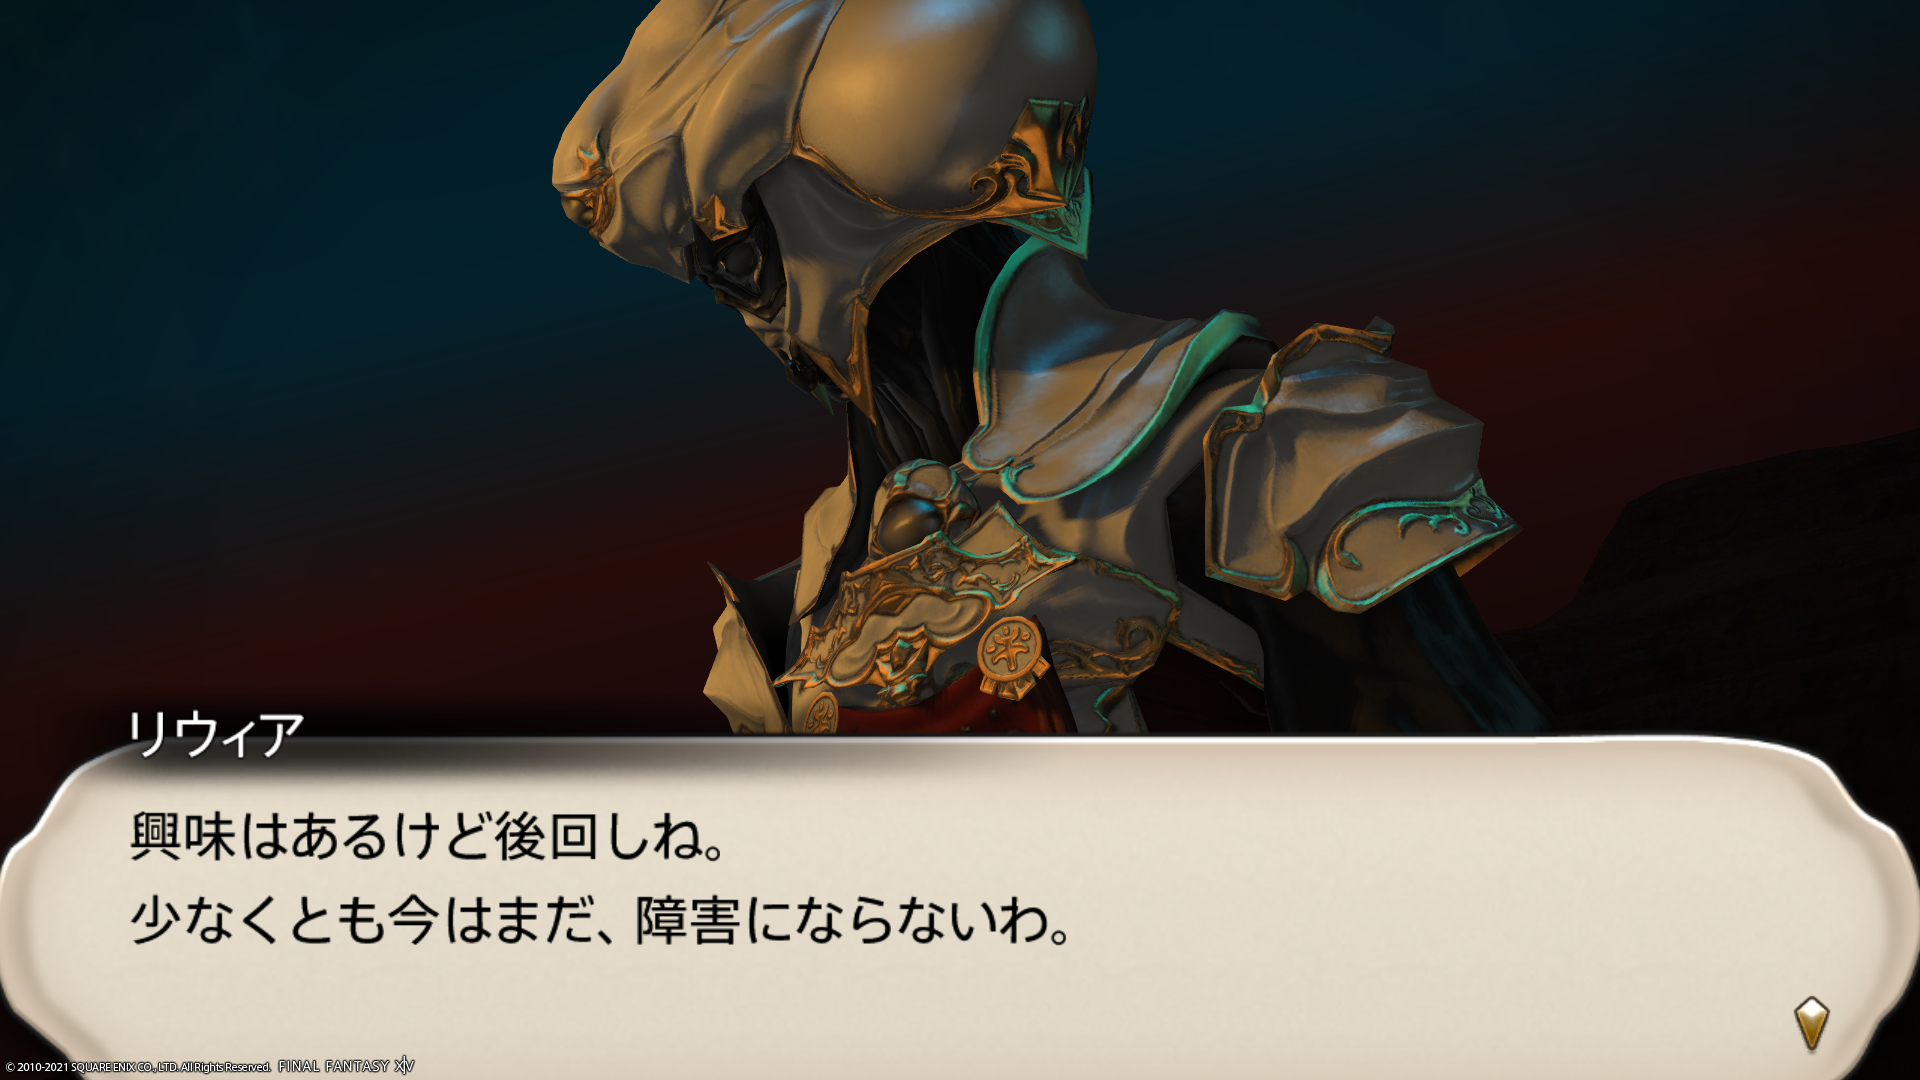 リウィア
興味はあるけど後回しね。
少なくとも今はまだ、障害にならないわ。
© 2010-2021 SQUARE ENIX CO., LTD. All Rights Reserved. FINAL FANTASY XIV